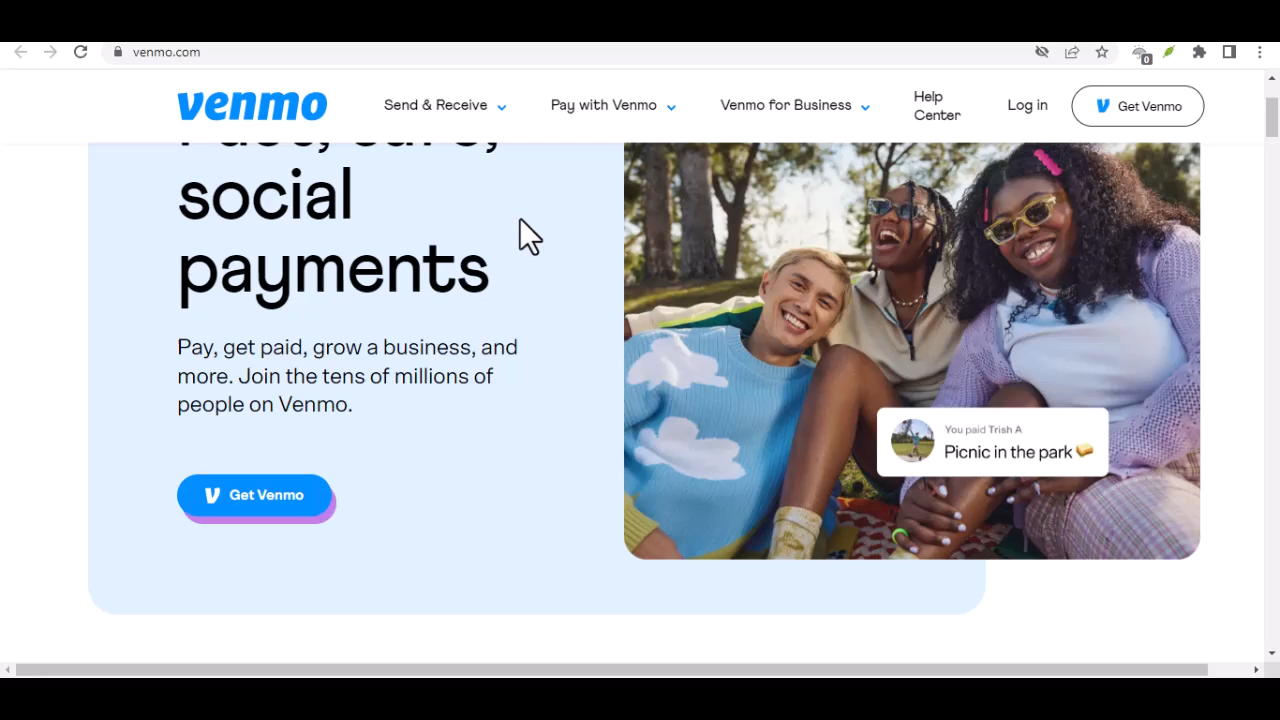 venmo.com
0
venmo
Send & Receive
Pay with Venmo
Venmo for Business
Help
Center
Log in
Get Venmo
social
payments
Pay, get paid, grow a business, and
more. Join the tens of millions of
people on Venmo.
Get Venmo
You paid Trish A
Picnic in the park